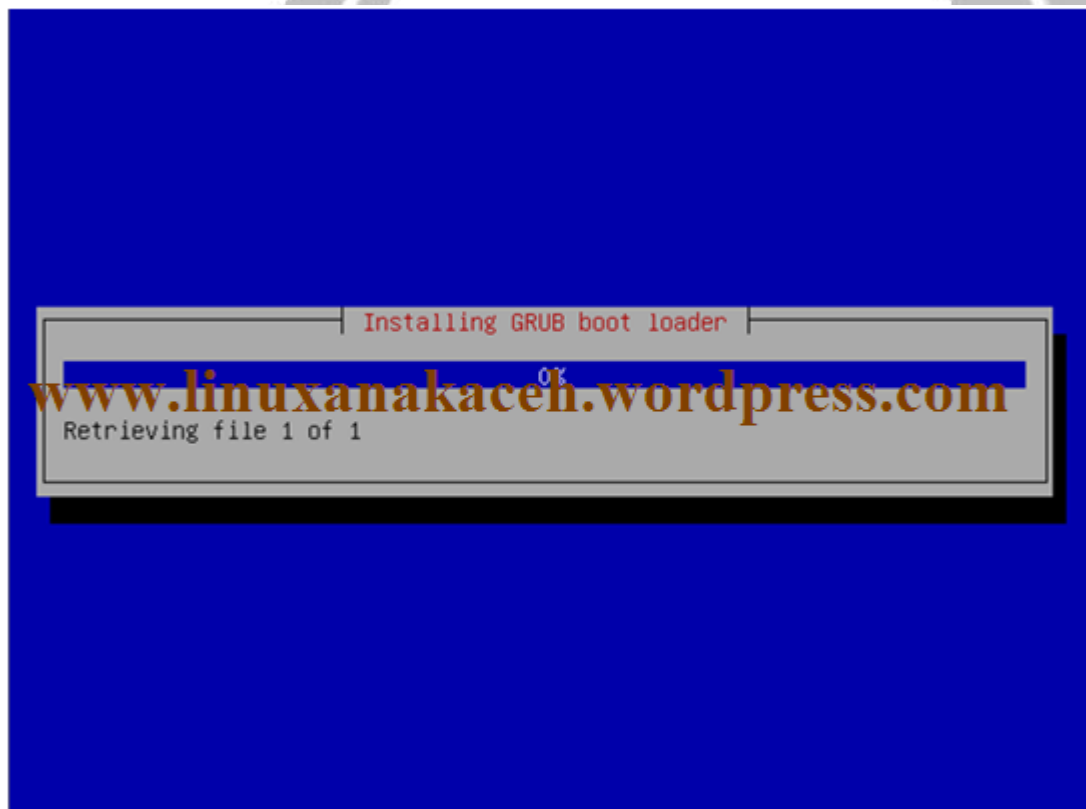 Installing GRUB boot loader
0%
www.linuxanakaceh.wordpress.com
Retrieving file 1 of 1